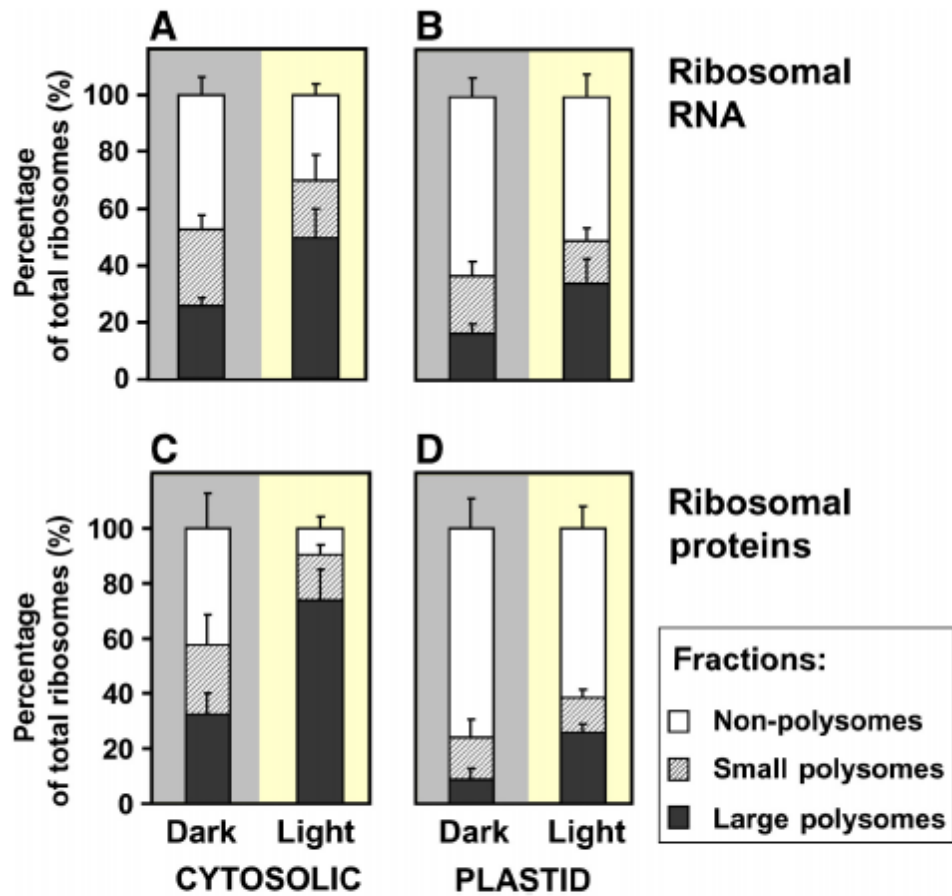 A
B
Ribosomal
RNA
Percentage
of total ribosomes (%)
100
80
60
40
20
0
C
D
Ribosomal
proteins
Percentage
of total ribosomes (%)
100
80
60
40
20
0
Fractions:
Non-polysomes
Small polysomes
Large polysomes
Dark Light Dark Light
CYTOSOLIC PLASTID